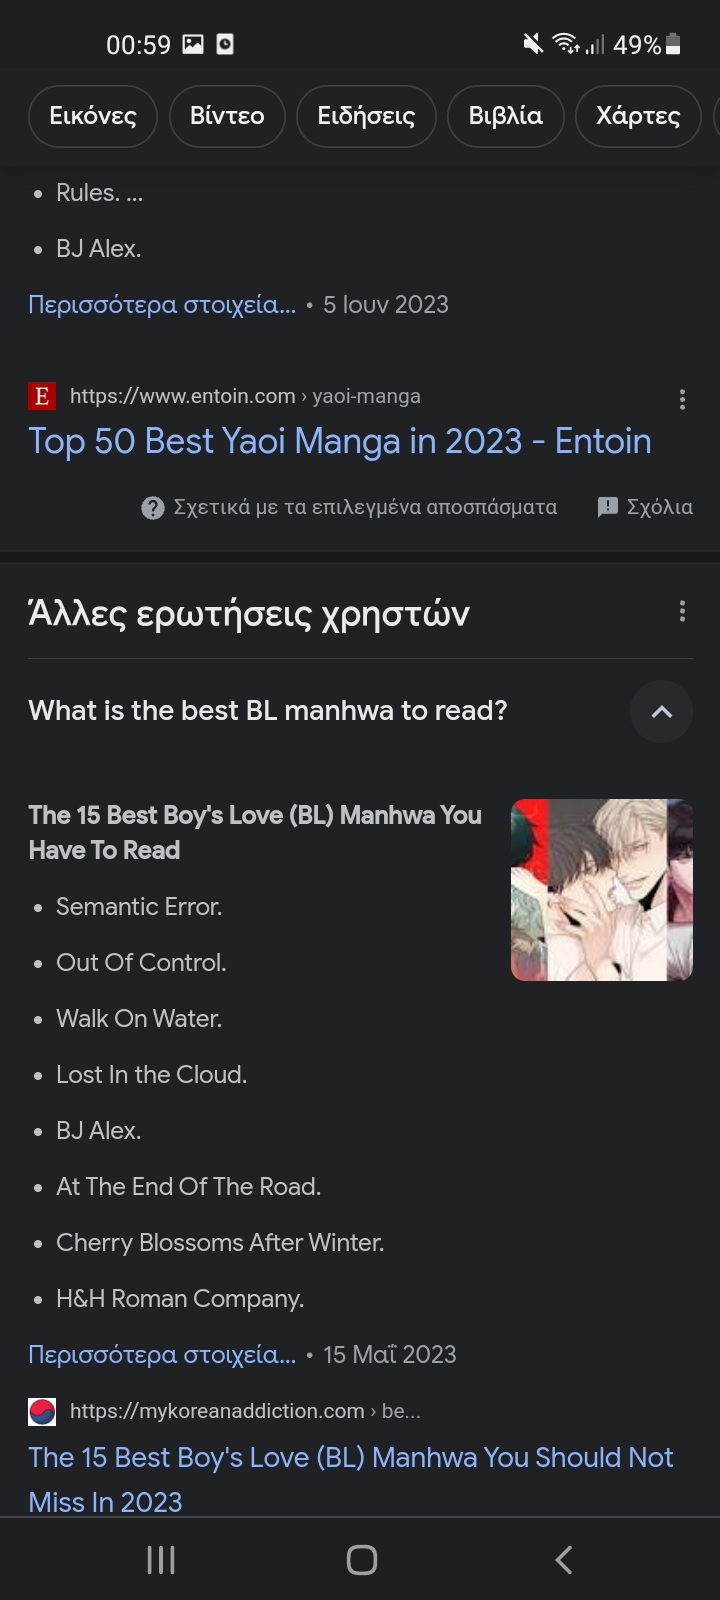 00:59 49%
Εικόνες Βίντεο Ειδήσεις Βιβλία Χάρτες
• Rules. ...
• BJ Alex.
Περισσότερα στοιχεία... • 5 Ιουν 2023
E https://www.entoin.com › yaoi-manga
Top 50 Best Yaoi Manga in 2023 - Entoin
Σχετικά με τα επιλεγμένα αποσπάσματα Σχόλια
Άλλες ερωτήσεις χρηστών
What is the best BL manhwa to read?
The 15 Best Boy's Love (BL) Manhwa You
Have To Read
• Semantic Error.
• Out Of Control.
• Walk On Water.
• Lost In the Cloud.
• BJ Alex.
• At The End Of The Road.
• Cherry Blossoms After Winter.
• H&H Roman Company.
Περισσότερα στοιχεία... • 15 Μαΐ 2023
https://mykoreanaddiction.com › be...
The 15 Best Boy's Love (BL) Manhwa You Should Not
Miss In 2023